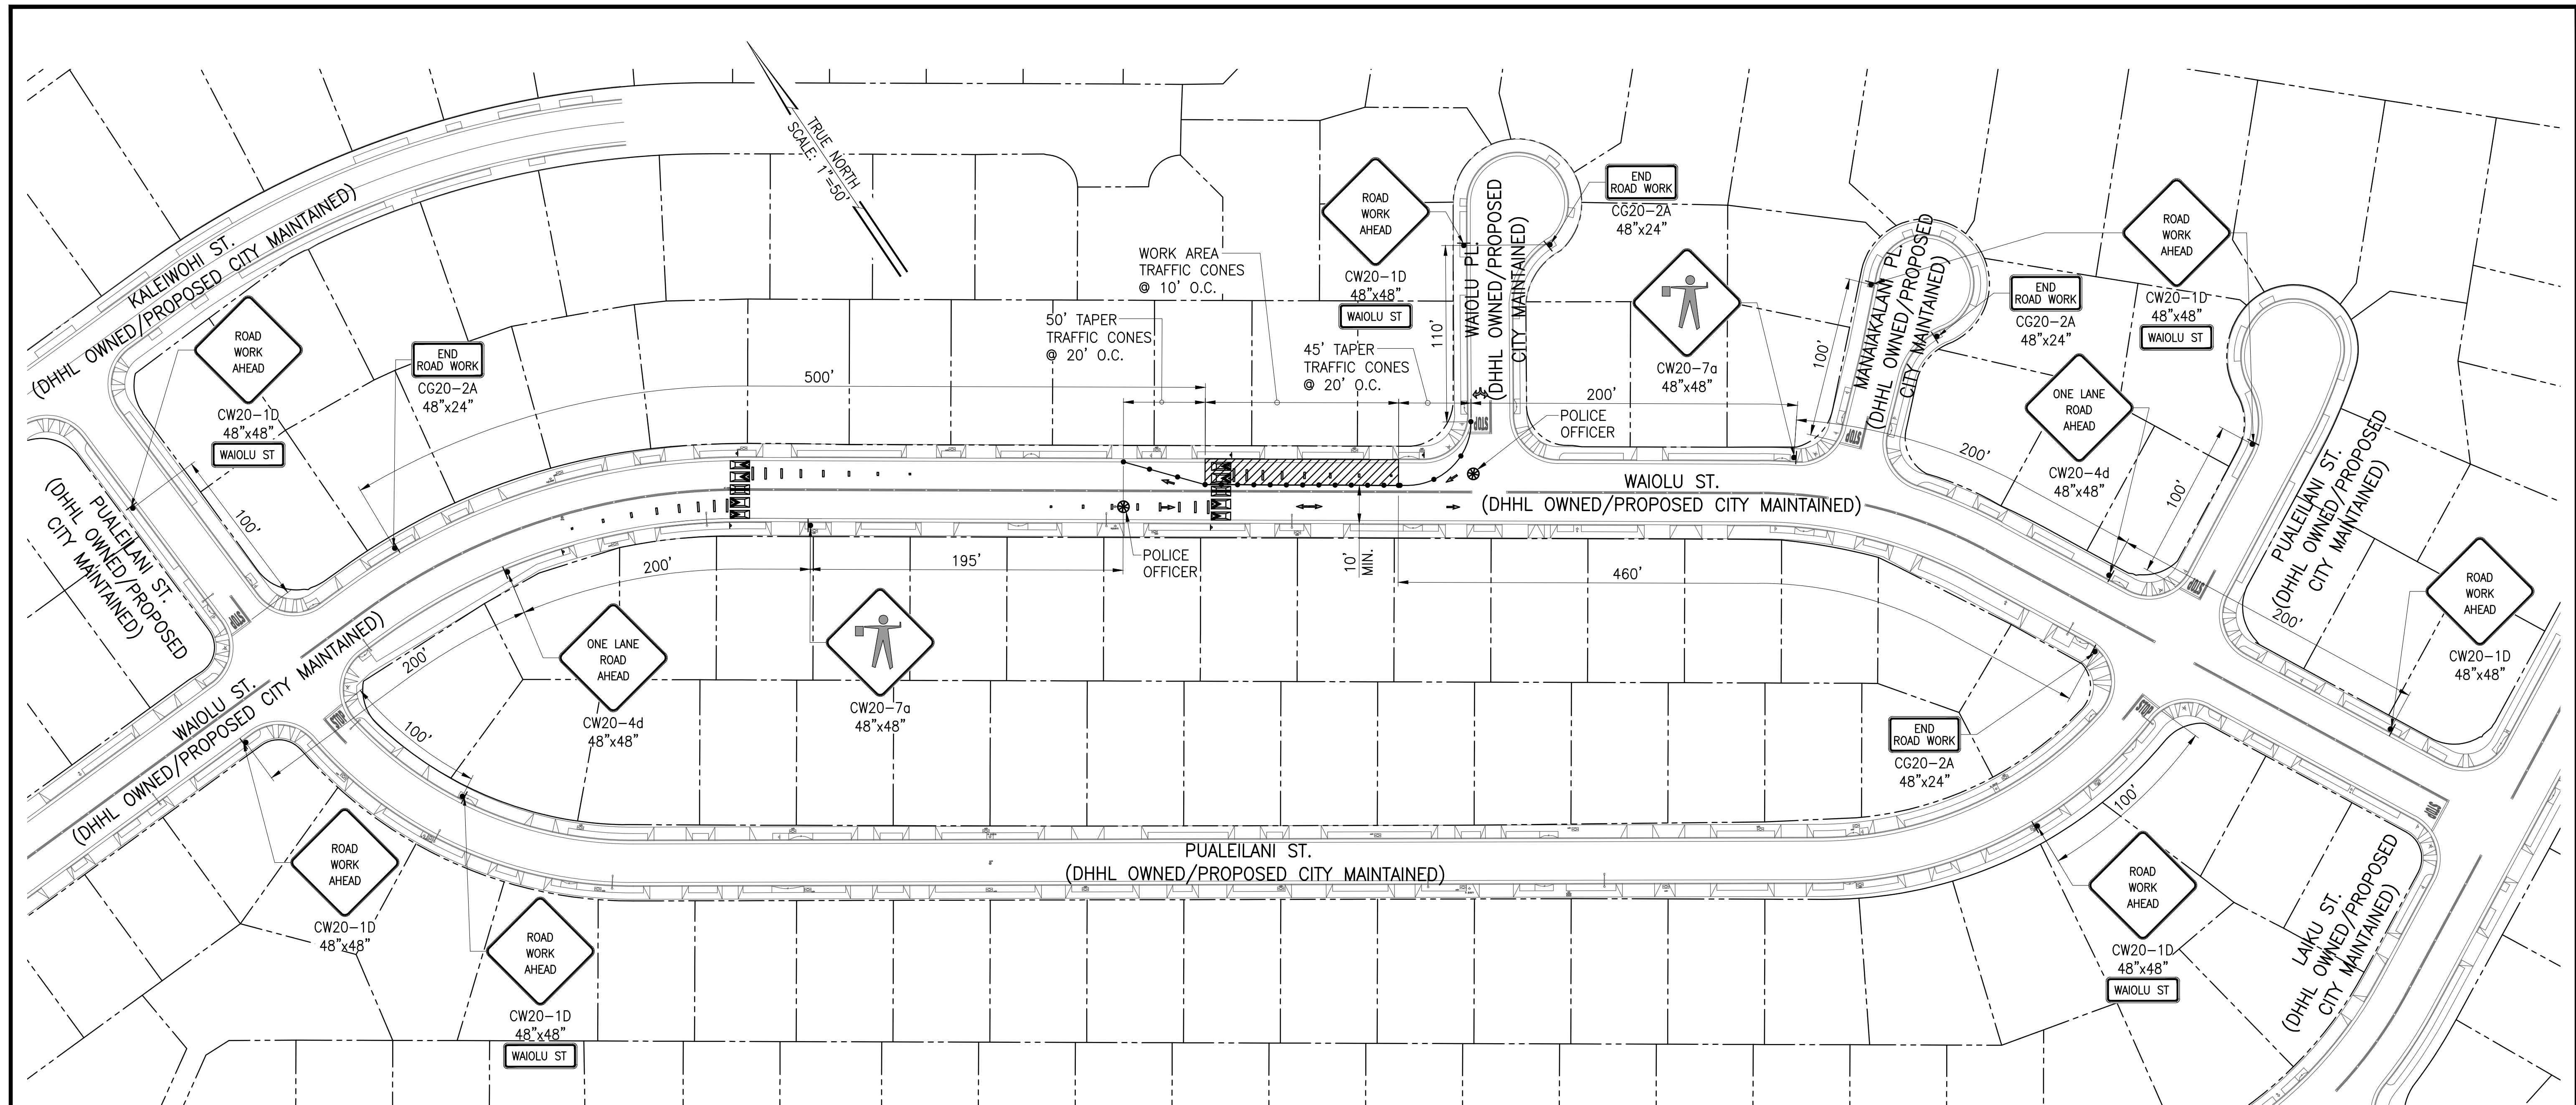 TRUE NORTH
SCALE: 1"=50'
KALEIWOHI ST.
(DHHL OWNED/PROPOSED CITY MAINTAINED)
ROAD
WORK
AHEAD
CW20-1D
48"x48"
WAIOLU ST
END
ROAD WORK
CG20-2A
48"x24"
100'
PUALEILANI ST.
(DHHL OWNED/PROPOSED
CITY MAINTAINED)
STOP
500'
50' TAPER
TRAFFIC CONES
@ 20' O.C.
WORK AREA
TRAFFIC CONES
@ 10' O.C.
45' TAPER
TRAFFIC CONES
@ 20' O.C.
ROAD
WORK
AHEAD
CW20-1D
48"x48"
WAIOLU ST
110'
WAIOLU PL.
(DHHL OWNED/PROPOSED
CITY MAINTAINED)
STOP
END
ROAD WORK
CG20-2A
48"x24"
CW20-7a
48"x48"
200'
POLICE
OFFICER
100'
MANAIAKALANI PL.
(DHHL OWNED/PROPOSED
CITY MAINTAINED)
STOP
END
ROAD WORK
CG20-2A
48"x24"
ROAD
WORK
AHEAD
CW20-1D
48"x48"
WAIOLU ST
ONE LANE
ROAD
AHEAD
CW20-4d
48"x48"
200'
100'
STOP
PUALEILANI ST.
(DHHL OWNED/PROPOSED
CITY MAINTAINED)
200'
ROAD
WORK
AHEAD
CW20-1D
48"x48"
WAIOLU ST.
(DHHL OWNED/PROPOSED CITY MAINTAINED)
WAIOLU ST.
(DHHL OWNED/PROPOSED CITY MAINTAINED)
200'
200'
195'
POLICE
OFFICER
10'
MIN.
460'
STOP
100'
ONE LANE
ROAD
AHEAD
CW20-4d
48"x48"
CW20-7a
48"x48"
END
ROAD WORK
CG20-2A
48"x24"
STOP
100'
STOP
ROAD
WORK
AHEAD
CW20-1D
48"x48"
ROAD
WORK
AHEAD
CW20-1D
48"x48"
WAIOLU ST
PUALEILANI ST.
(DHHL OWNED/PROPOSED CITY MAINTAINED)
ROAD
WORK
AHEAD
CW20-1D
48"x48"
WAIOLU ST
LAIKU ST.
(DHHL OWNED/PROPOSED
CITY MAINTAINED)